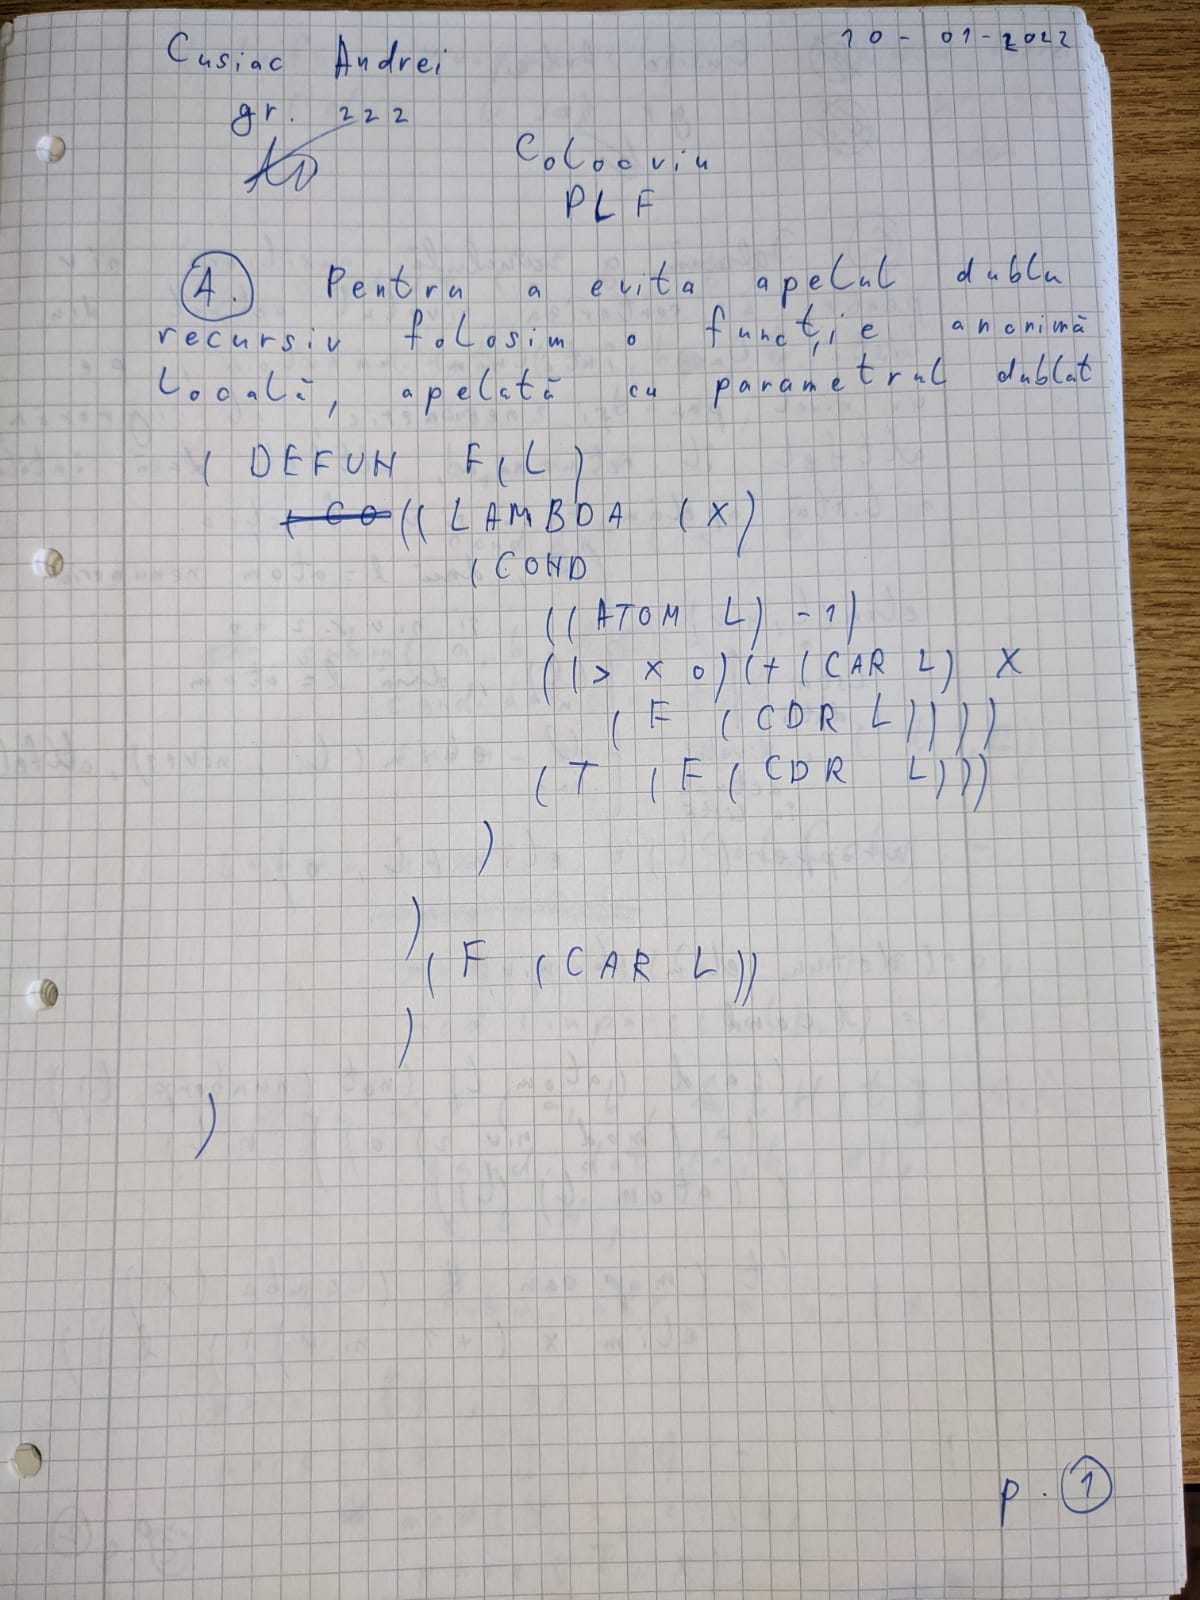 10-01-2022
Cusiac Andrei
gr. 222
Colocviu
PLF
A. Pentru a evita apelul dublu
recursiv folosim o funcție anonimă
locală, apelată cu parametrul dublat
(DEFUN F(L)
((LAMBDA (X)
(COND
((ATOM L) -1)
((> X 0)(+ (CAR L) X
(F (CDR L))))
(T (F (CDR L)))
)
)
(F (CAR L))
)
)
p. 1